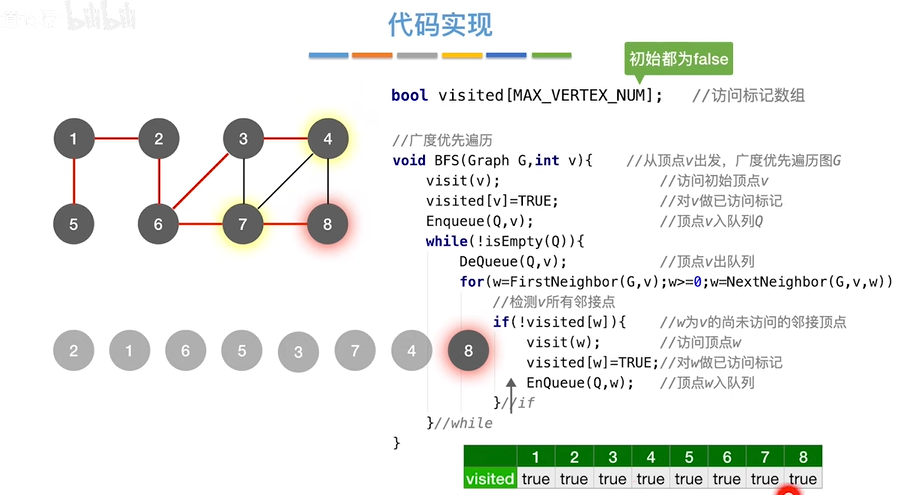 bilibili
代码实现
初始都为false
bool visited[MAX_VERTEX_NUM];   //访问标记数组
//广度优先遍历
void BFS(Graph G,int v){    //从顶点v出发，广度优先遍历图G
visit(v);    //访问初始顶点v
visited[v]=TRUE;    //对v做已访问标记
Enqueue(Q,v);    //顶点v入队列Q
while(!isEmpty(Q)){
DeQueue(Q,v);    //顶点v出队列
for(w=FirstNeighbor(G,v);w>=0;w=NextNeighbor(G,v,w))
//检测v所有邻接点
if(!visited[w]){    //w为v的尚未访问的邻接顶点
visit(w);    //访问顶点w
visited[w]=TRUE;//对w做已访问标记
EnQueue(Q,w);    //顶点w入队列
}//if
}//while
}
1 2 3 4
5 6 7 8
2 1 6 5 3 7 4 8
1 2 3 4 5 6 7 8
visited true true true true true true true true